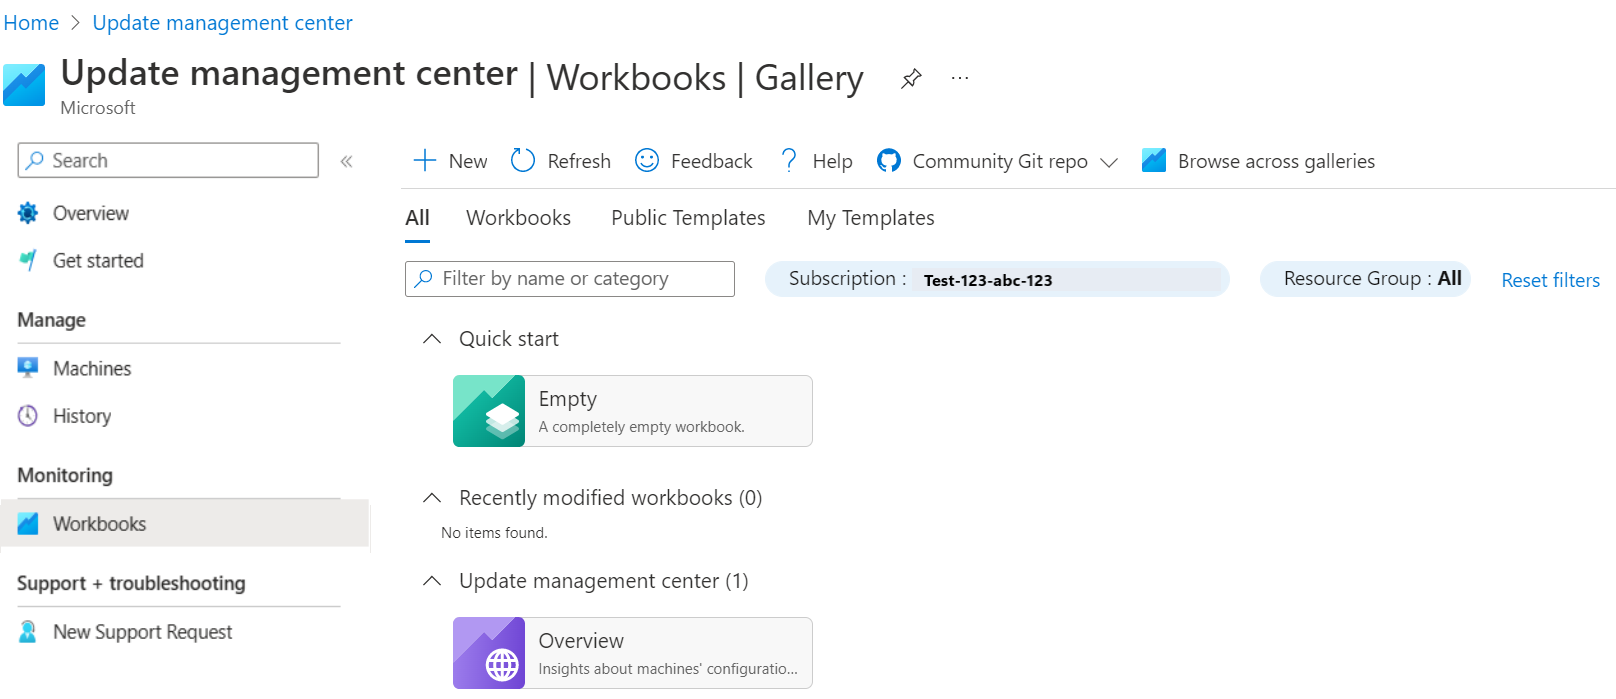 Home > Update management center
Update management center | Workbooks | Gallery ...
Microsoft
Search «
Overview
Get started
Manage
Machines
History
Monitoring
Workbooks
Support + troubleshooting
New Support Request
New Refresh Feedback Help Community Git repo Browse across galleries
All Workbooks Public Templates My Templates
Filter by name or category Subscription : Test-123-abc-123 Resource Group : All Reset filters
Quick start
Empty
A completely empty workbook.
Recently modified workbooks (0)
No items found.
Update management center (1)
Overview
Insights about machines' configuratio...